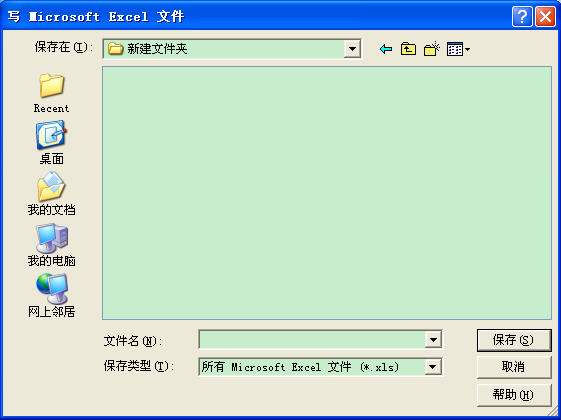 写 Microsoft Excel 文件
保存在(I):
新建文件夹
Recent
桌面
我的文档
我的电脑
网上邻居
文件名(N):
保存(S)
保存类型(T):
所有 Microsoft Excel 文件 (*.xls)
取消
帮助(H)